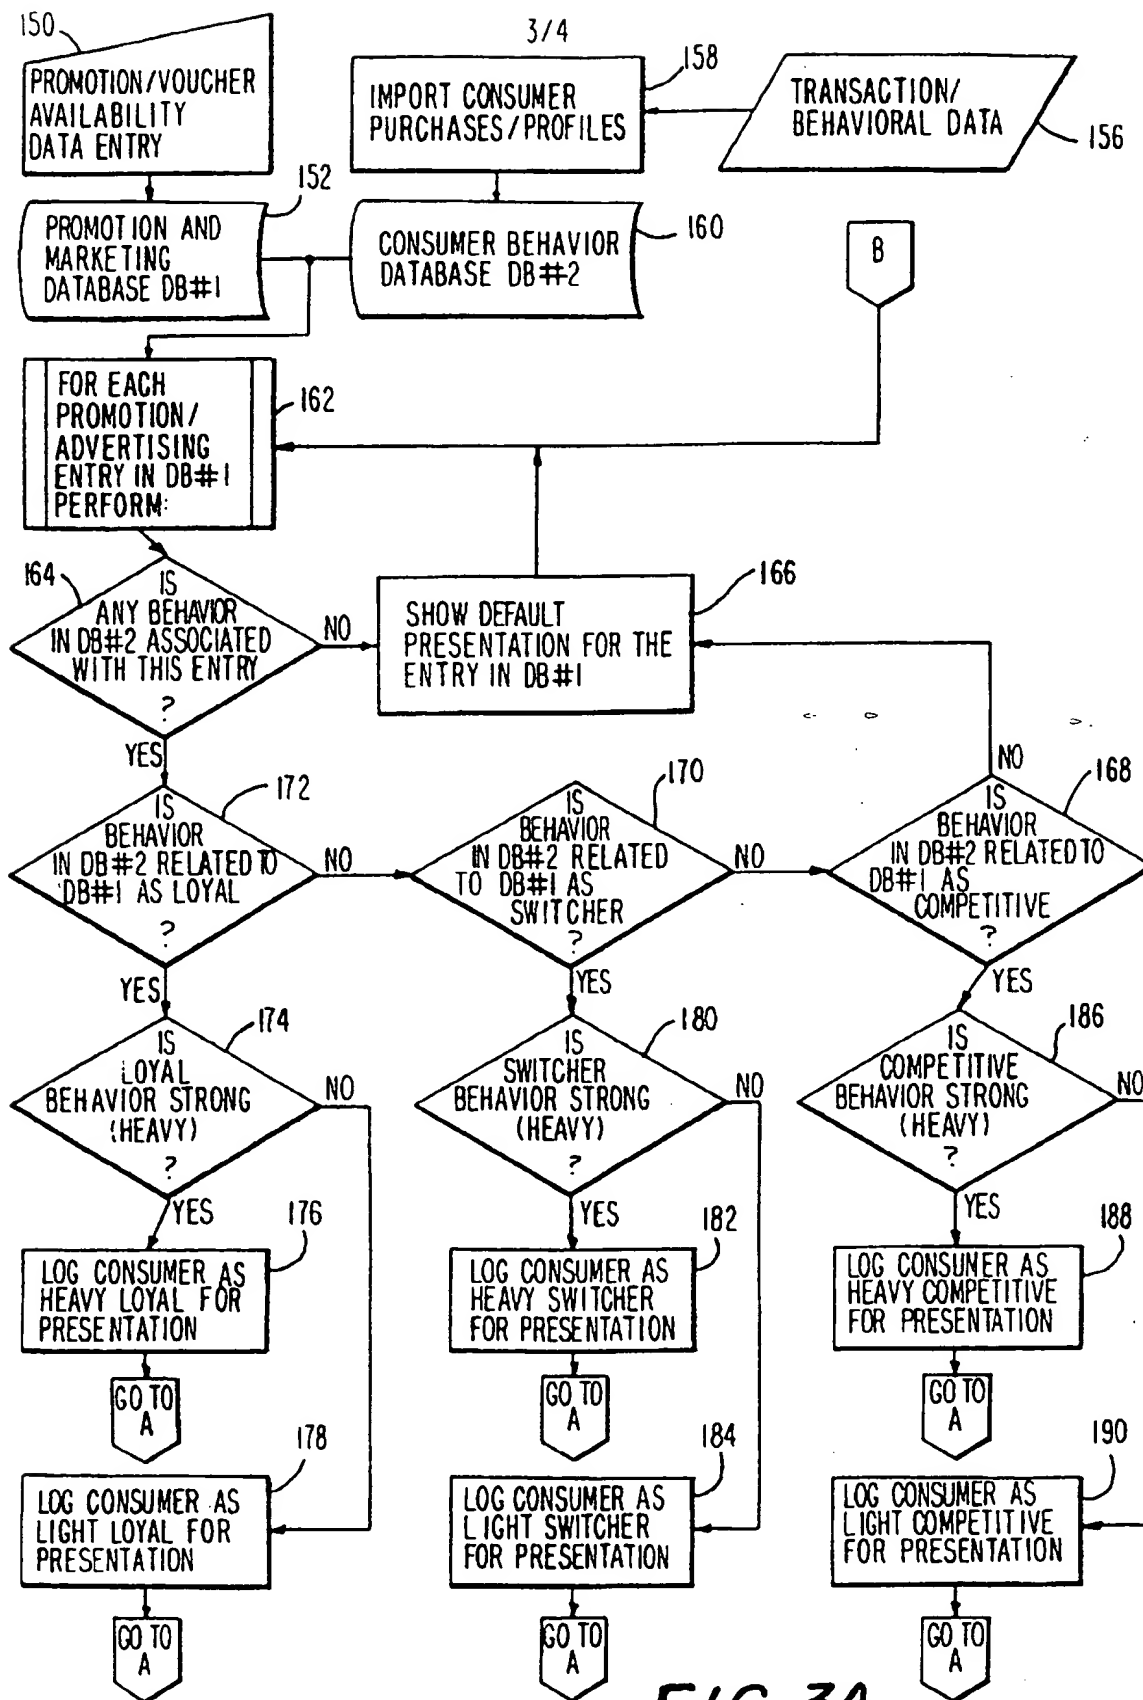 3/4
150
PROMOTION/VOUCHER
AVAILABILITY
DATA ENTRY
158
IMPORT CONSUMER
PURCHASES/PROFILES
TRANSACTION/
BEHAVIORAL DATA
156
152
PROMOTION AND
MARKETING
DATABASE DB#1
160
CONSUMER BEHAVIOR
DATABASE DB#2
B
162
FOR EACH
PROMOTION/
ADVERTISING
ENTRY IN DB#1
PERFORM:
164
IS
ANY BEHAVIOR
IN DB#2 ASSOCIATED
WITH THIS ENTRY
?
NO
166
SHOW DEFAULT
PRESENTATION FOR THE
ENTRY IN DB#1
YES
172
IS
BEHAVIOR
IN DB#2 RELATED TO
DB#1 AS LOYAL
?
NO
170
IS
BEHAVIOR
IN DB#2 RELATED
TO DB#1 AS
SWITCHER
?
NO
NO
168
IS
BEHAVIOR
IN DB#2 RELATED TO
DB#1 AS
COMPETITIVE
?
YES
YES
YES
174
IS
LOYAL
BEHAVIOR STRONG
(HEAVY)
?
NO
180
IS
SWITCHER
BEHAVIOR STRONG
(HEAVY)
?
NO
186
IS
COMPETITIVE
BEHAVIOR STRONG
(HEAVY)
?
NO
YES
YES
YES
176
LOG CONSUMER AS
HEAVY LOYAL FOR
PRESENTATION
182
LOG CONSUMER AS
HEAVY SWITCHER
FOR PRESENTATION
188
LOG CONSUMER AS
HEAVY COMPETITIVE
FOR PRESENTATION
GO TO
A
GO TO
A
GO TO
A
178
LOG CONSUMER AS
LIGHT LOYAL FOR
PRESENTATION
184
LOG CONSUMER AS
LIGHT SWITCHER
FOR PRESENTATION
190
LOG CONSUMER AS
LIGHT COMPETITIVE
FOR PRESENTATION
GO TO
A
GO TO
A
GO TO
A
FIG. 3A